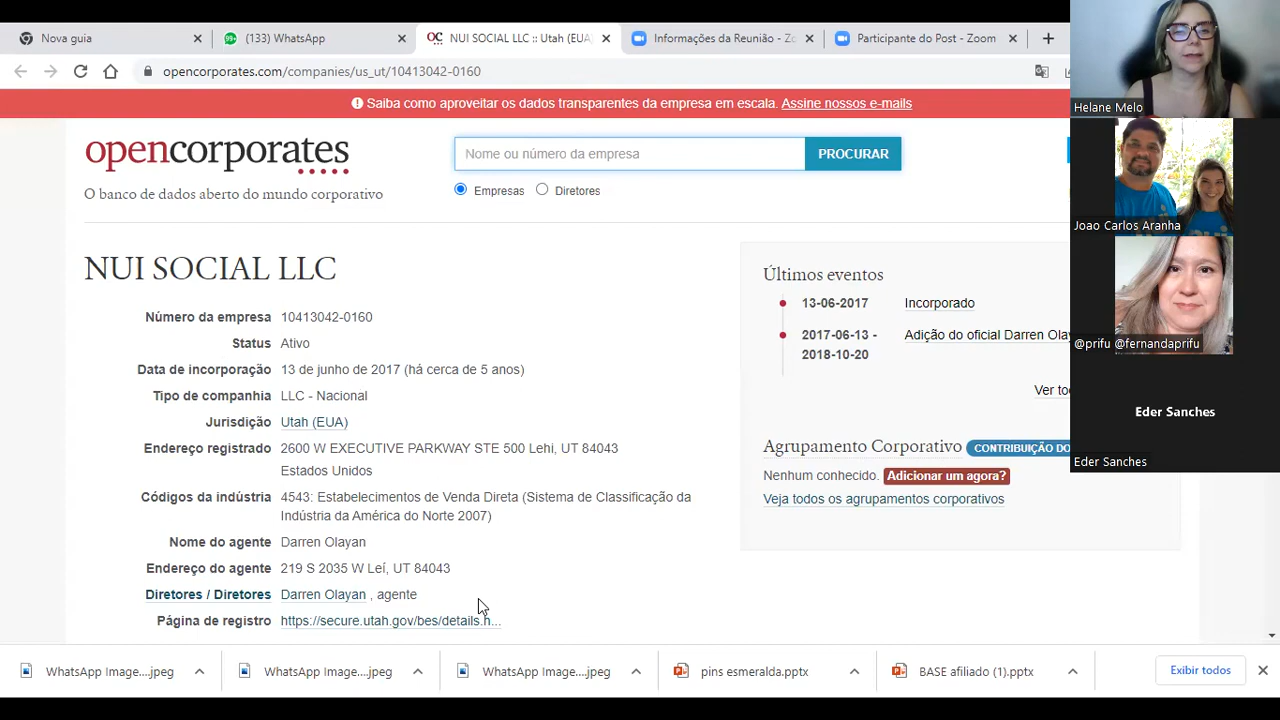 Nova guia
(133) WhatsApp
NUI SOCIAL LLC :: Utah (EUA)
Informações da Reunião - Zo
Participante do Post - Zoom
opencorporates.com/companies/us_ut/10413042-0160
Saiba como aproveitar os dados transparentes da empresa em escala. Assine nossos e-mails
opencorporates
O banco de dados aberto do mundo corporativo
Nome ou número da empresa
PROCURAR
Empresas Diretores
NUI SOCIAL LLC
Número da empresa 10413042-0160
Status Ativo
Data de incorporação 13 de junho de 2017 (há cerca de 5 anos)
Tipo de companhia LLC - Nacional
Jurisdição Utah (EUA)
Endereço registrado 2600 W EXECUTIVE PARKWAY STE 500 Lehi, UT 84043
Estados Unidos
Códigos da indústria 4543: Estabelecimentos de Venda Direta (Sistema de Classificação da
Indústria da América do Norte 2007)
Nome do agente Darren Olayan
Endereço do agente 219 S 2035 W Leí, UT 84043
Diretores / Diretores Darren Olayan , agente
Página de registro https://secure.utah.gov/bes/details.h...
Últimos eventos
13-06-2017 Incorporado
2017-06-13 - Adição do oficial Darren Olay
2018-10-20
Ver to
Agrupamento Corporativo CONTRIBUIÇÃO DO
Nenhum conhecido. Adicionar um agora?
Veja todos os agrupamentos corporativos
Helane Melo
Joao Carlos Aranha
@prifu @fernandaprifu
Eder Sanches
Eder Sanches
WhatsApp Image....jpeg
WhatsApp Image....jpeg
WhatsApp Image....jpeg
pins esmeralda.pptx
BASE afiliado (1).pptx
Exibir todos